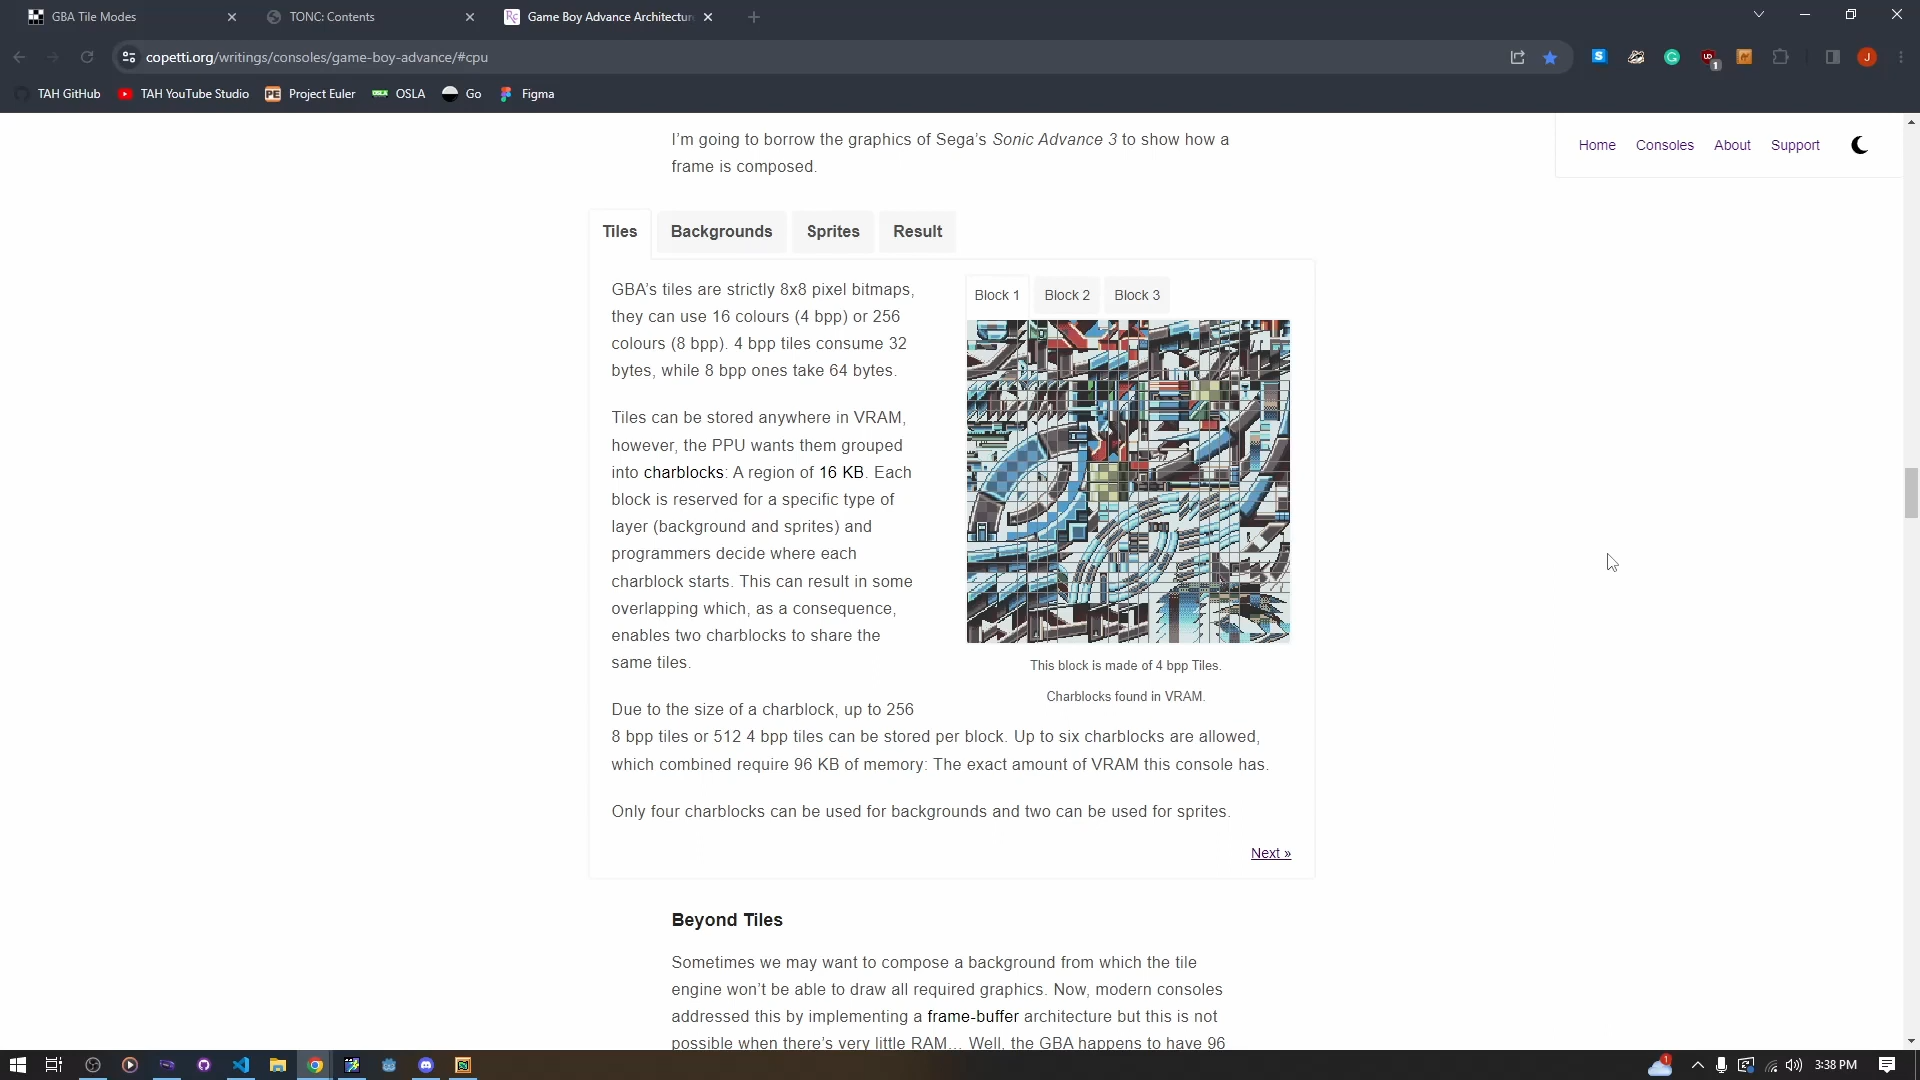 GBA Tile Modes
TONC: Contents
Game Boy Advance Architectur
copetti.org/writings/consoles/game-boy-advance/#cpu
TAH GitHub
TAH YouTube Studio
Project Euler
OSLA
Go
Figma
Home Consoles About Support
I’m going to borrow the graphics of Sega’s Sonic Advance 3 to show how a
frame is composed.
Tiles Backgrounds Sprites Result
GBA’s tiles are strictly 8x8 pixel bitmaps,
they can use 16 colours (4 bpp) or 256
colours (8 bpp). 4 bpp tiles consume 32
bytes, while 8 bpp ones take 64 bytes.
Tiles can be stored anywhere in VRAM,
however, the PPU wants them grouped
into charblocks: A region of 16 KB. Each
block is reserved for a specific type of
layer (background and sprites) and
programmers decide where each
charblock starts. This can result in some
overlapping which, as a consequence,
enables two charblocks to share the
same tiles.
Block 1 Block 2 Block 3
This block is made of 4 bpp Tiles.
Charblocks found in VRAM.
Due to the size of a charblock, up to 256
8 bpp tiles or 512 4 bpp tiles can be stored per block. Up to six charblocks are allowed,
which combined require 96 KB of memory: The exact amount of VRAM this console has.
Only four charblocks can be used for backgrounds and two can be used for sprites.
Next »
Beyond Tiles
Sometimes we may want to compose a background from which the tile
engine won’t be able to draw all required graphics. Now, modern consoles
addressed this by implementing a frame-buffer architecture but this is not
possible when there’s very little RAM… Well, the GBA happens to have 96
3:38 PM